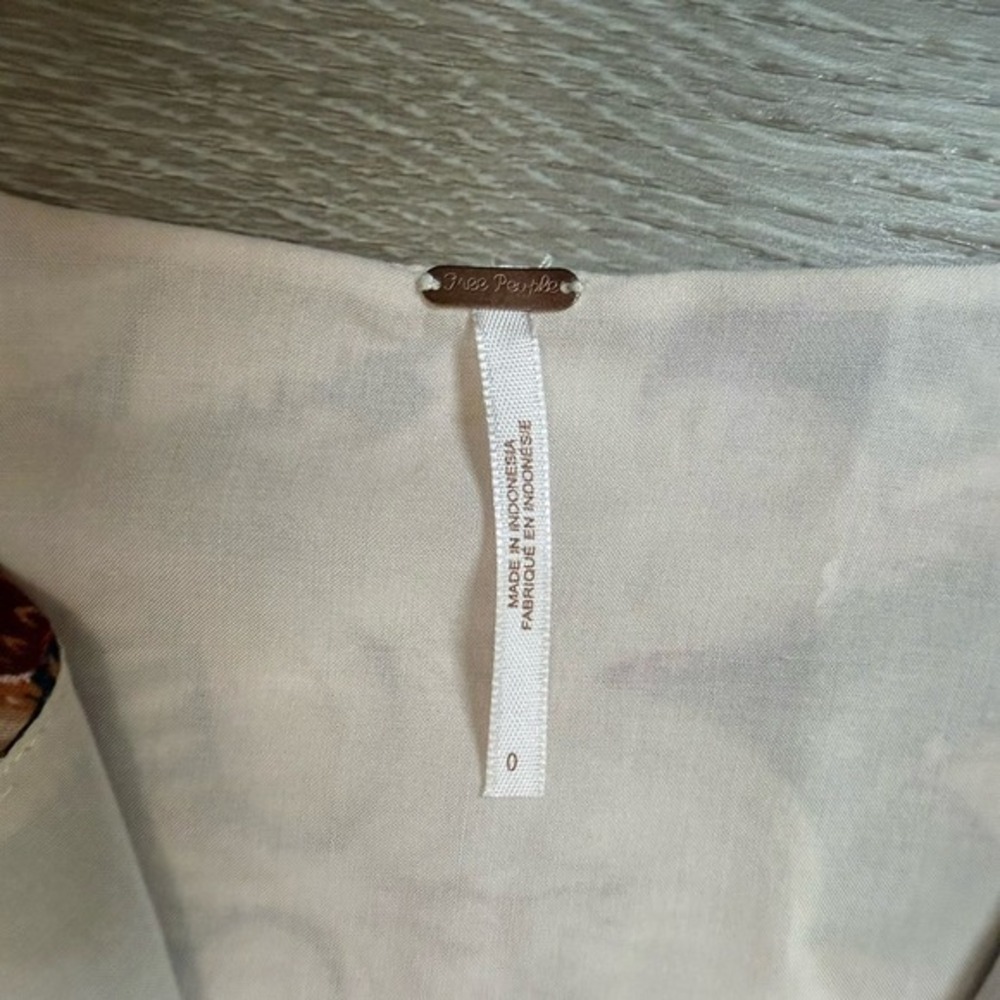 Free People
MADE IN INDONESIA
FABRIQUÉ EN INDONÉSIE
0